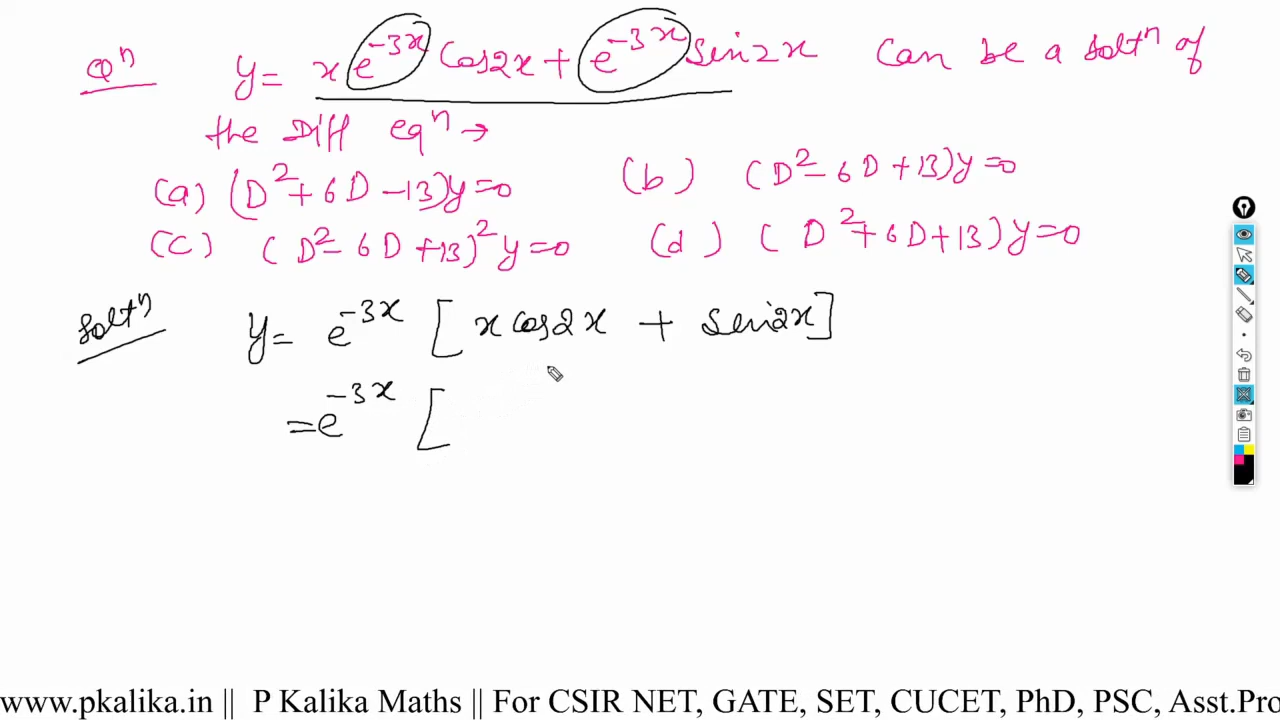 Qⁿ y = x e^{-3x} Cos2x + e^{-3x} Sin2x can be a soltⁿ of
the Diff eqⁿ →
(a) (D² + 6D - 13)y = 0 (b) (D² - 6D + 13)y = 0
(C) (D² - 6D + 13)² y = 0 (d) (D² + 6D + 13)y = 0
Soltⁿ y = e^{-3x} [x cos2x + Sin2x]
= e^{-3x} [
www.pkalika.in || P Kalika Maths || For CSIR NET, GATE, SET, CUCET, PhD, PSC, Asst.Pro